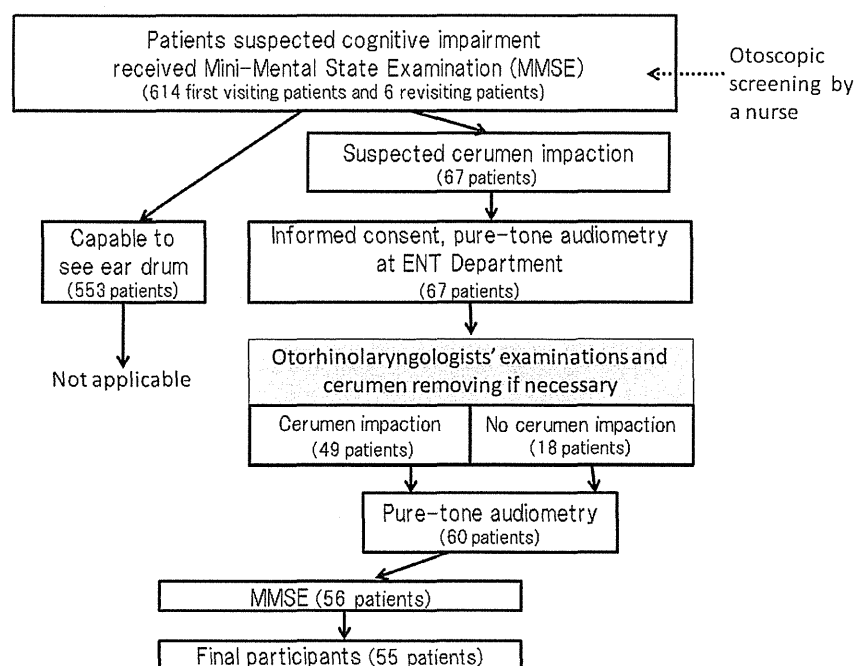 Patients suspected cognitive impairment
received Mini-Mental State Examination (MMSE)
(614 first visiting patients and 6 revisiting patients)
Otoscopic
screening by
a nurse
Suspected cerumen impaction
(67 patients)
Capable to
see ear drum
(553 patients)
Informed consent, pure-tone audiometry
at ENT Department
(67 patients)
Not applicable
Otorhinolaryngologists' examinations and
cerumen removing if necessary
Cerumen impaction
(49 patients)
No cerumen impaction
(18 patients)
Pure-tone audiometry
(60 patients)
MMSE (56 patients)
Final participants (55 patients)